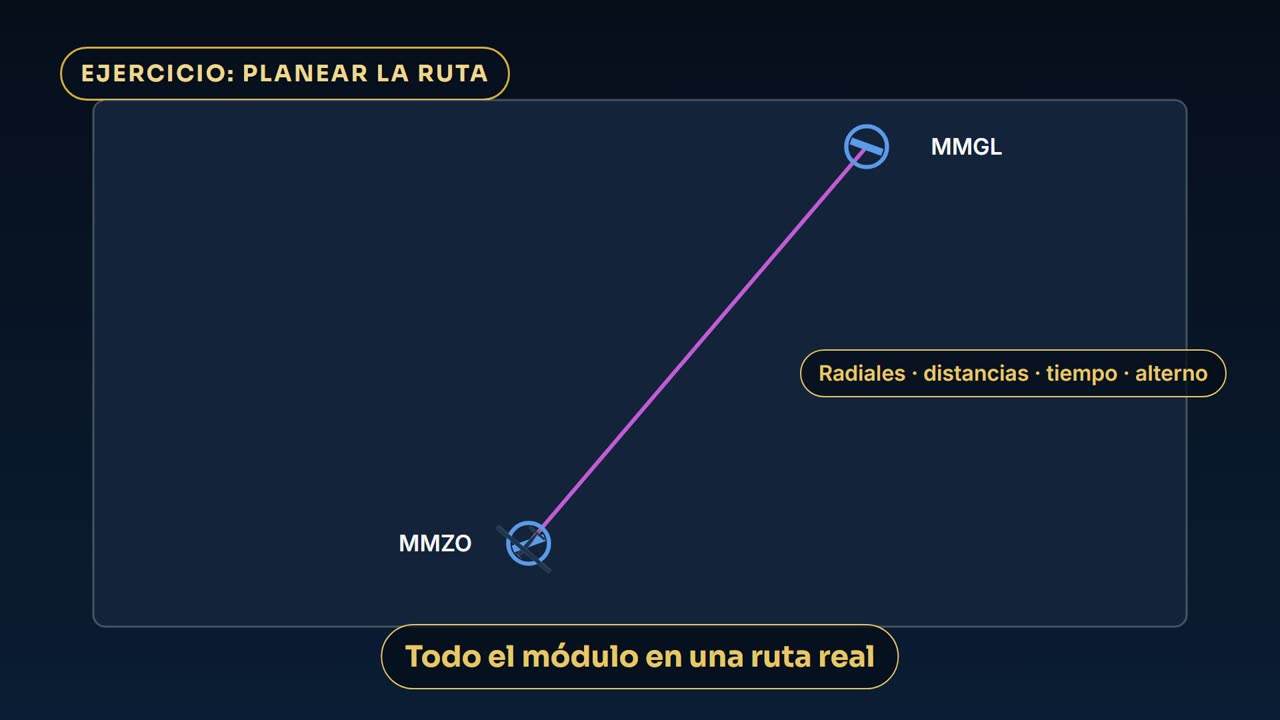 EJERCICIO: PLANEAR LA RUTA
MMGL
Radiales · distancias · tiempo · alterno
MMZO
Todo el módulo en una ruta real